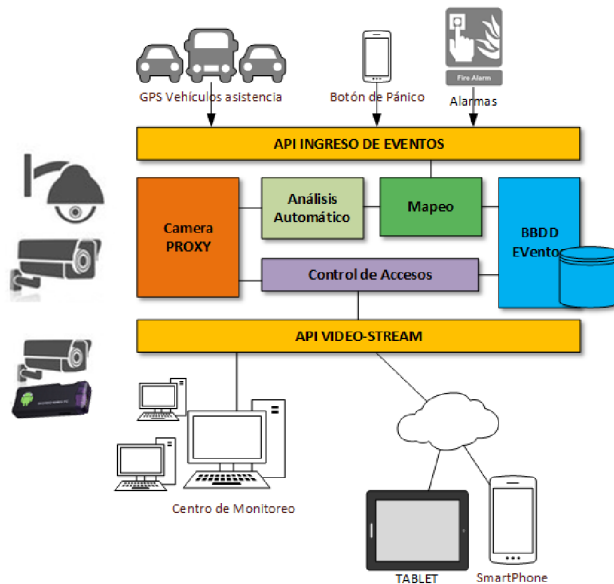 Fire Alarm
GPS Vehículos asistencia
Botón de Pánico
Alarmas
API INGRESO DE EVENTOS
Camera
PROXY
Análisis
Automático
Mapeo
BBDD
EVento
Control de Accesos
API VIDEO-STREAM
Centro de Monitoreo
TABLET
SmartPhone